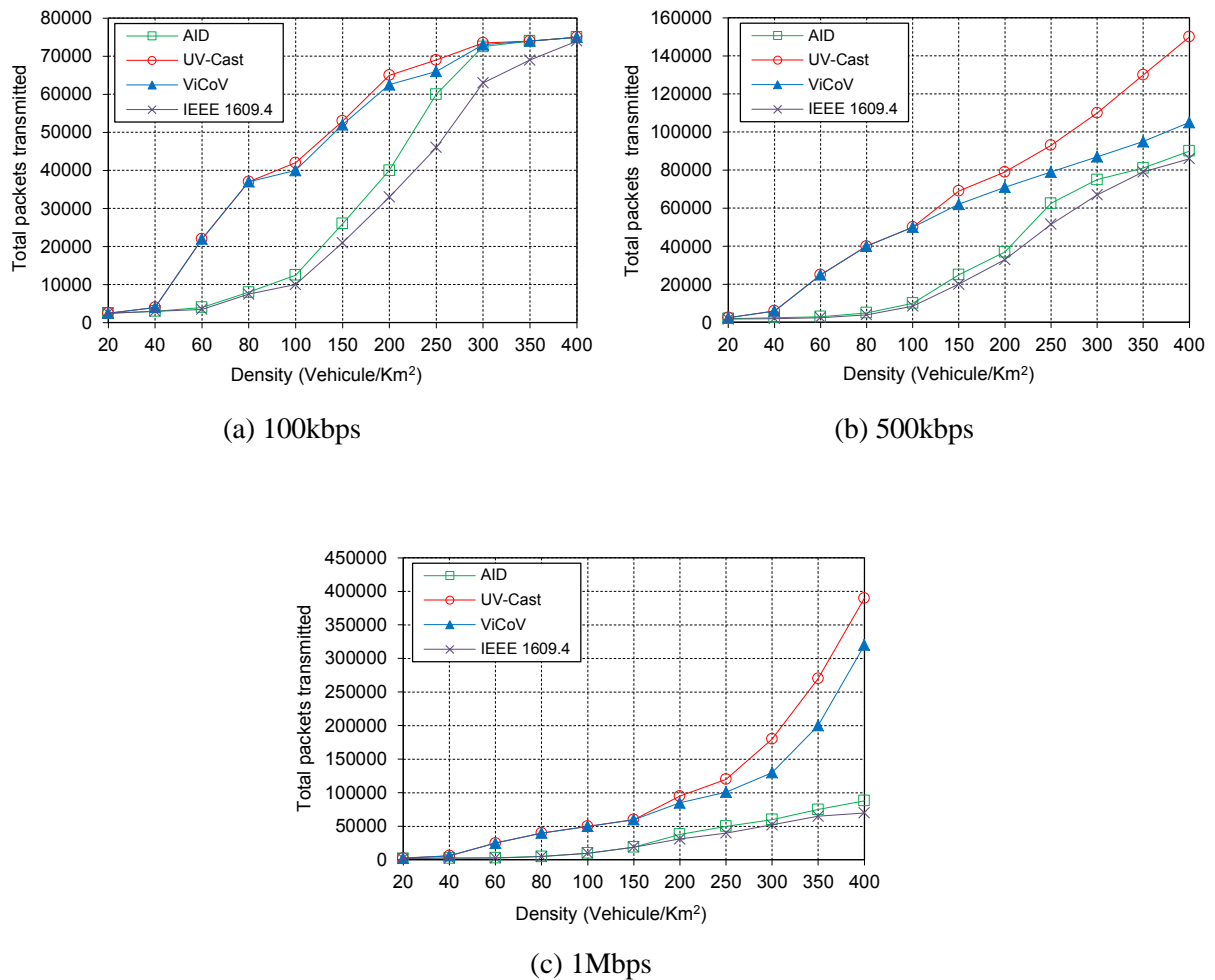 80000
70000
60000
50000
40000
30000
20000
10000
0
Total packets transmitted
AID
UV-Cast
ViCoV
IEEE 1609.4
20 40 60 80 100 150 200 250 300 350 400
Density (Vehicule/Km²)
(a) 100kbps
160000
140000
120000
100000
80000
60000
40000
20000
0
Total packets transmitted
AID
UV-Cast
ViCoV
IEEE 1609.4
20 40 60 80 100 150 200 250 300 350 400
Density (Vehicule/Km²)
(b) 500kbps
450000
400000
350000
300000
250000
200000
150000
100000
50000
0
Total packets transmitted
AID
UV-Cast
ViCoV
IEEE 1609.4
20 40 60 80 100 150 200 250 300 350 400
Density (Vehicule/Km²)
(c) 1Mbps